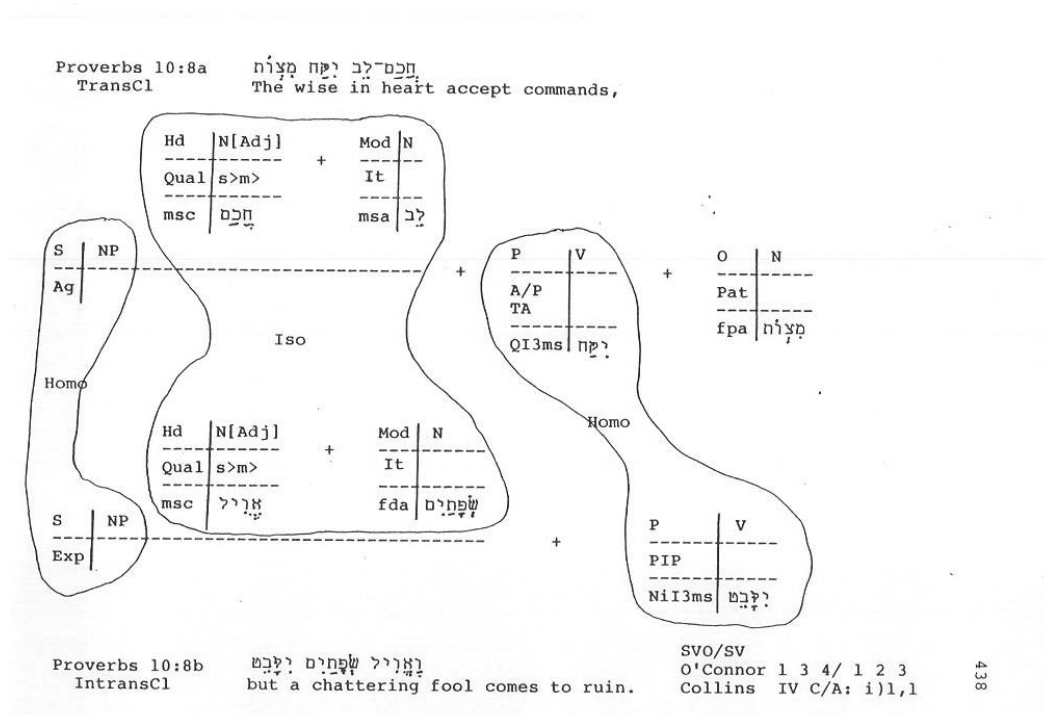 Proverbs 10:8a חֲכַם־לֵב יִקַּח מִצְוֹת
TransCl The wise in heart accept commands,
Hd N[Adj] + Mod N
Qual s>m> It
msc חֲכַם msa לֵב
S NP + P V + O N
Ag A/P Pat
TA
QI3ms יִקַּח fpa מִצְוֹת
Iso
Homo
Homo
Hd N[Adj] + Mod N
Qual s>m> It
msc אֱוִיל fda שְׂפָתַיִם
S NP + P V
Exp PIP
NiI3ms יִלָּבֵט
Proverbs 10:8b וֶאֱוִיל שְׂפָתַיִם יִלָּבֵט
IntransCl but a chattering fool comes to ruin.
SVO/SV
O'Connor 1 3 4/ 1 2 3
Collins IV C/A: i)1,1
438